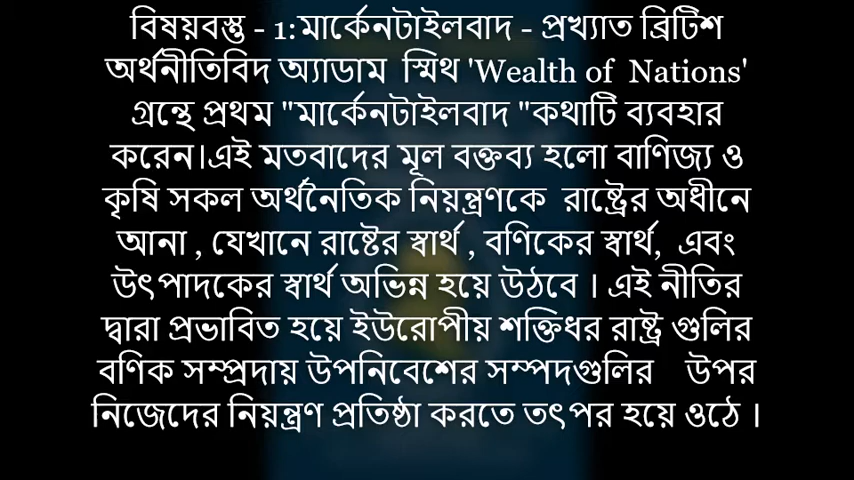 বিষয়বস্তু - 1:মার্কেনটাইলবাদ - প্রখ্যাত ব্রিটিশ
অর্থনীতিবিদ অ্যাডাম স্মিথ 'Wealth of Nations'
গ্রন্থে প্রথম "মার্কেনটাইলবাদ "কথাটি ব্যবহার
করেন।এই মতবাদের মূল বক্তব্য হলো বাণিজ্য ও
কৃষি সকল অর্থনৈতিক নিয়ন্ত্রণকে রাষ্ট্রের অধীনে
আনা , যেখানে রাষ্টের স্বার্থ , বণিকের স্বার্থ, এবং
উৎপাদকের স্বার্থ অভিন্ন হয়ে উঠবে । এই নীতির
দ্বারা প্রভাবিত হয়ে ইউরোপীয় শক্তিধর রাষ্ট্র গুলির
বণিক সম্প্রদায় উপনিবেশের সম্পদগুলির উপর
নিজেদের নিয়ন্ত্রণ প্রতিষ্ঠা করতে তৎপর হয়ে ওঠে ।